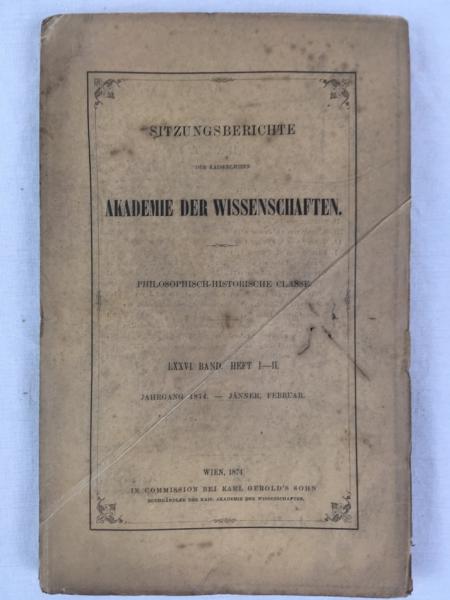 SITZUNGSBERICHTE
DER KAISERLICHEN
AKADEMIE DER WISSENSCHAFTEN.
PHILOSOPHISCH-HISTORISCHE CLASSE.
LXXVI. BAND. HEFT I—II.
JAHRGANG 1874. — JÄNNER, FEBRUAR.
WIEN, 1874
IN COMMISSION BEI KARL GEROLD'S SOHN
BUCHHÄNDLER DER KAIS. AKADEMIE DER WISSENSCHAFTEN.